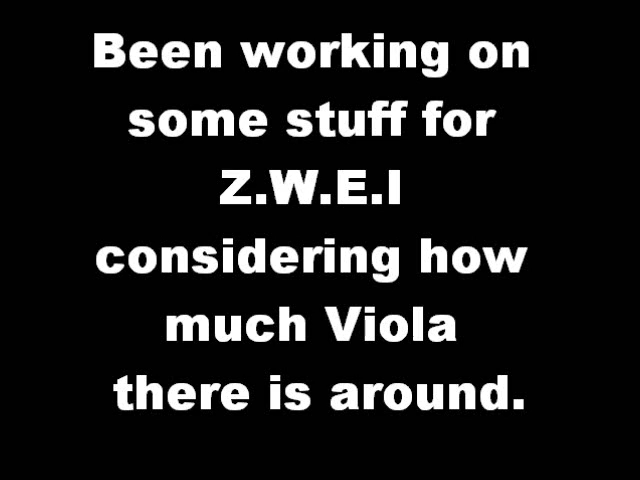 Been working on
some stuff for
Z.W.E.I
considering how
much Viola
there is around.